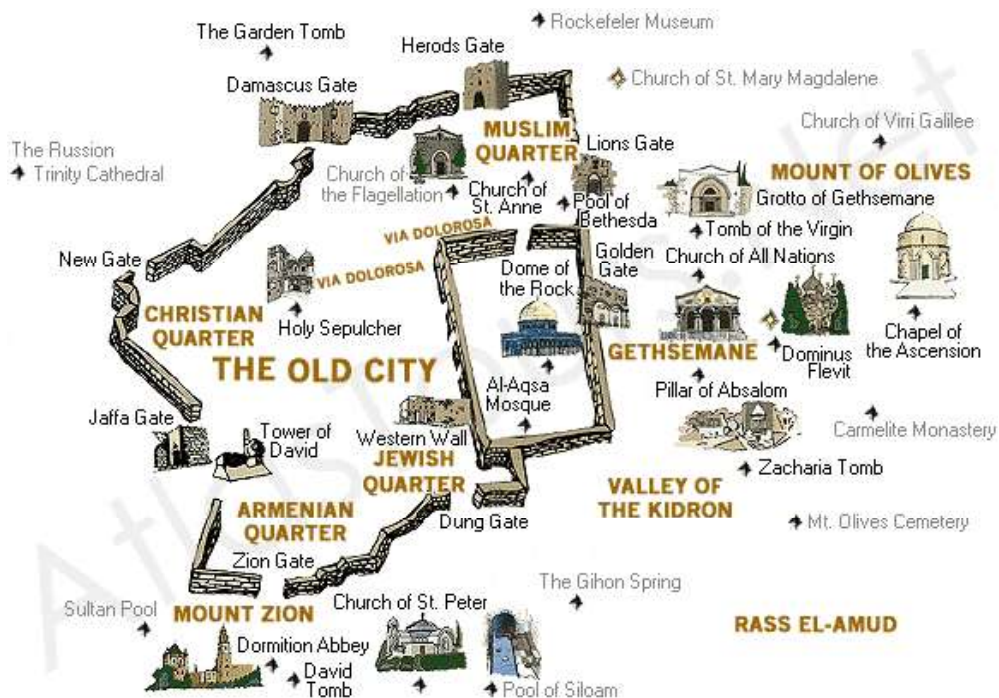 Rockefeler Museum
The Garden Tomb
Herods Gate
Damascus Gate
Church of St. Mary Magdalene
Church of Virri Galilee
MUSLIM
QUARTER
Lions Gate
The Russion
Trinity Cathedral
Church of
the Flagellation
Church of
St. Anne
Pool of
Bethesda
MOUNT OF OLIVES
Grotto of Gethsemane
Tomb of the Virgin
VIA DOLOROSA
New Gate
VIA DOLOROSA
Dome of
the Rock
Golden
Gate
Church of All Nations
CHRISTIAN
QUARTER
Holy Sepulcher
THE OLD CITY
GETHSEMANE
Dominus
Flevit
Chapel of
the Ascension
Al-Aqsa
Mosque
Pillar of Absalom
Jaffa Gate
Tower of
David
Western Wall
JEWISH
QUARTER
Carmelite Monastery
Zacharia Tomb
VALLEY OF
THE KIDRON
ARMENIAN
QUARTER
Dung Gate
Mt. Olives Cemetery
Zion Gate
The Gihon Spring
Sultan Pool
MOUNT ZION
Church of St. Peter
RASS EL-AMUD
Dormition Abbey
David
Tomb
Pool of Siloam